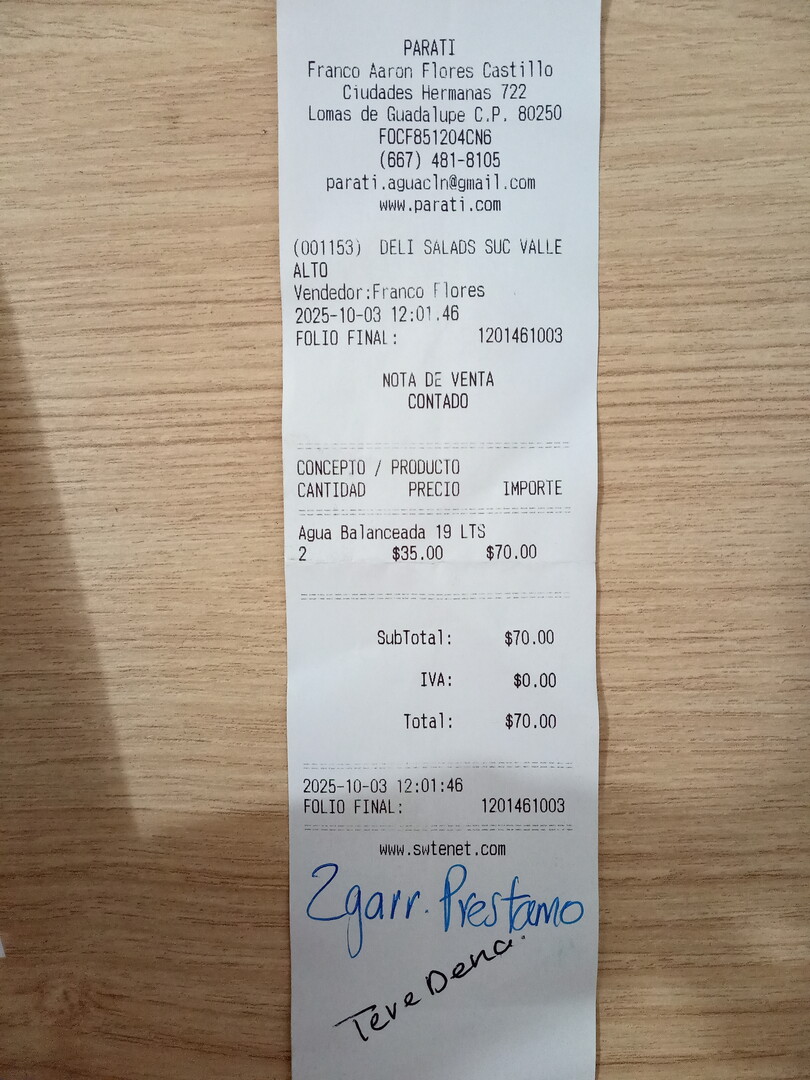 PARATI
Franco Aaron Flores Castillo
Ciudades Hermanas 722
Lomas de Guadalupe C.P. 80250
FOCF851204CN6
(667) 481-8105
parati.aguacln@gmail.com
www.parati.com
(001153) DELI SALADS SUC VALLE
ALTO
Vendedor:Franco Flores
2025-10-03 12:01:46
FOLIO FINAL: 1201461003
NOTA DE VENTA
CONTADO
CONCEPTO / PRODUCTO
CANTIDAD PRECIO IMPORTE
Agua Balanceada 19 LTS
2 $35.00 $70.00
SubTotal: $70.00
IVA: $0.00
Total: $70.00
2025-10-03 12:01:46
FOLIO FINAL: 1201461003
www.swtenet.com
2garr. Prestamo